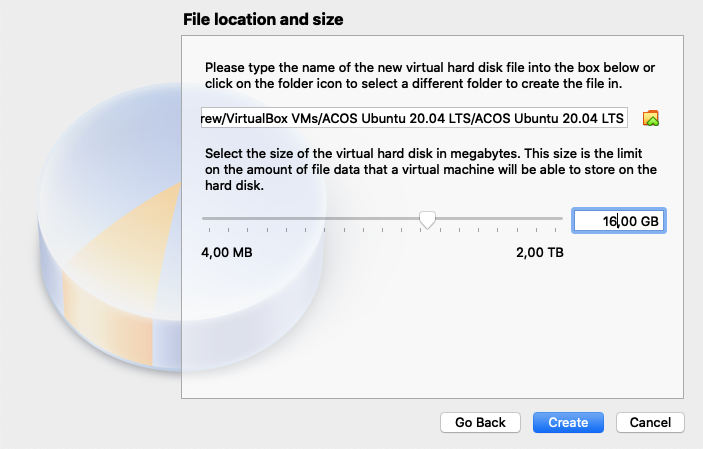 File location and size
Please type the name of the new virtual hard disk file into the box below or
click on the folder icon to select a different folder to create the file in.
rew/VirtualBox VMs/ACOS Ubuntu 20.04 LTS/ACOS Ubuntu 20.04 LTS
Select the size of the virtual hard disk in megabytes. This size is the limit
on the amount of file data that a virtual machine will be able to store on the
hard disk.
16,00 GB
4,00 MB 2,00 TB
Go Back Create Cancel